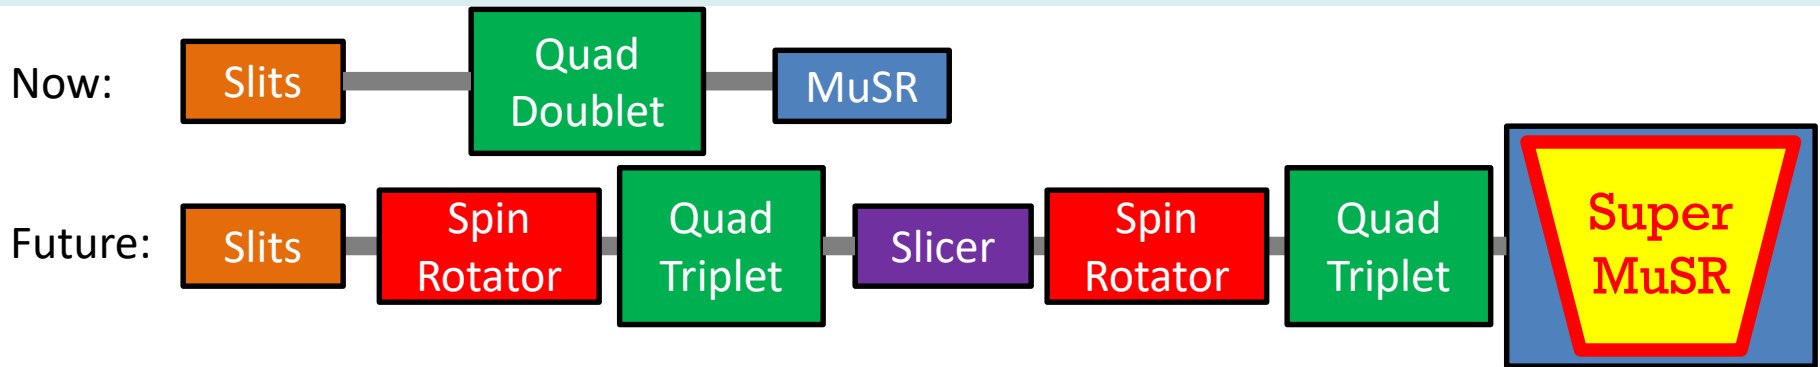 Now:
Slits
Quad
Doublet
MuSR
Future:
Slits
Spin
Rotator
Quad
Triplet
Slicer
Spin
Rotator
Quad
Triplet
Super
MuSR